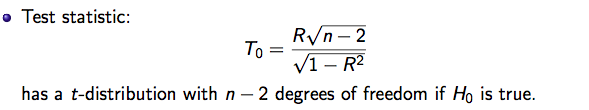 • Test statistic:
T₀ = R√n − 2 / √1 − R²
has a t-distribution with n − 2 degrees of freedom if H₀ is true.